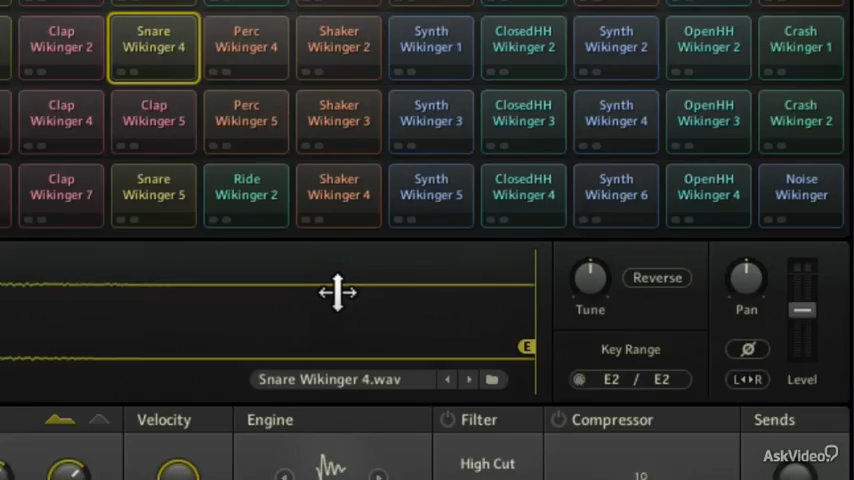 Clap Wikinger 2
Snare Wikinger 4
Perc Wikinger 4
Shaker Wikinger 2
Synth Wikinger 1
ClosedHH Wikinger 2
Synth Wikinger 2
OpenHH Wikinger 2
Crash Wikinger 1
Clap Wikinger 4
Clap Wikinger 5
Perc Wikinger 5
Shaker Wikinger 3
Synth Wikinger 3
ClosedHH Wikinger 3
Synth Wikinger 4
OpenHH Wikinger 3
Crash Wikinger 2
Clap Wikinger 7
Snare Wikinger 5
Ride Wikinger 2
Shaker Wikinger 4
Synth Wikinger 5
ClosedHH Wikinger 4
Synth Wikinger 6
OpenHH Wikinger 4
Noise Wikinger
E
Snare Wikinger 4.wav
Reverse
Tune
Pan
Key Range
E2 / E2
L R
Level
Velocity
Engine
Filter
Compressor
Sends
High Cut
10
AskVideo